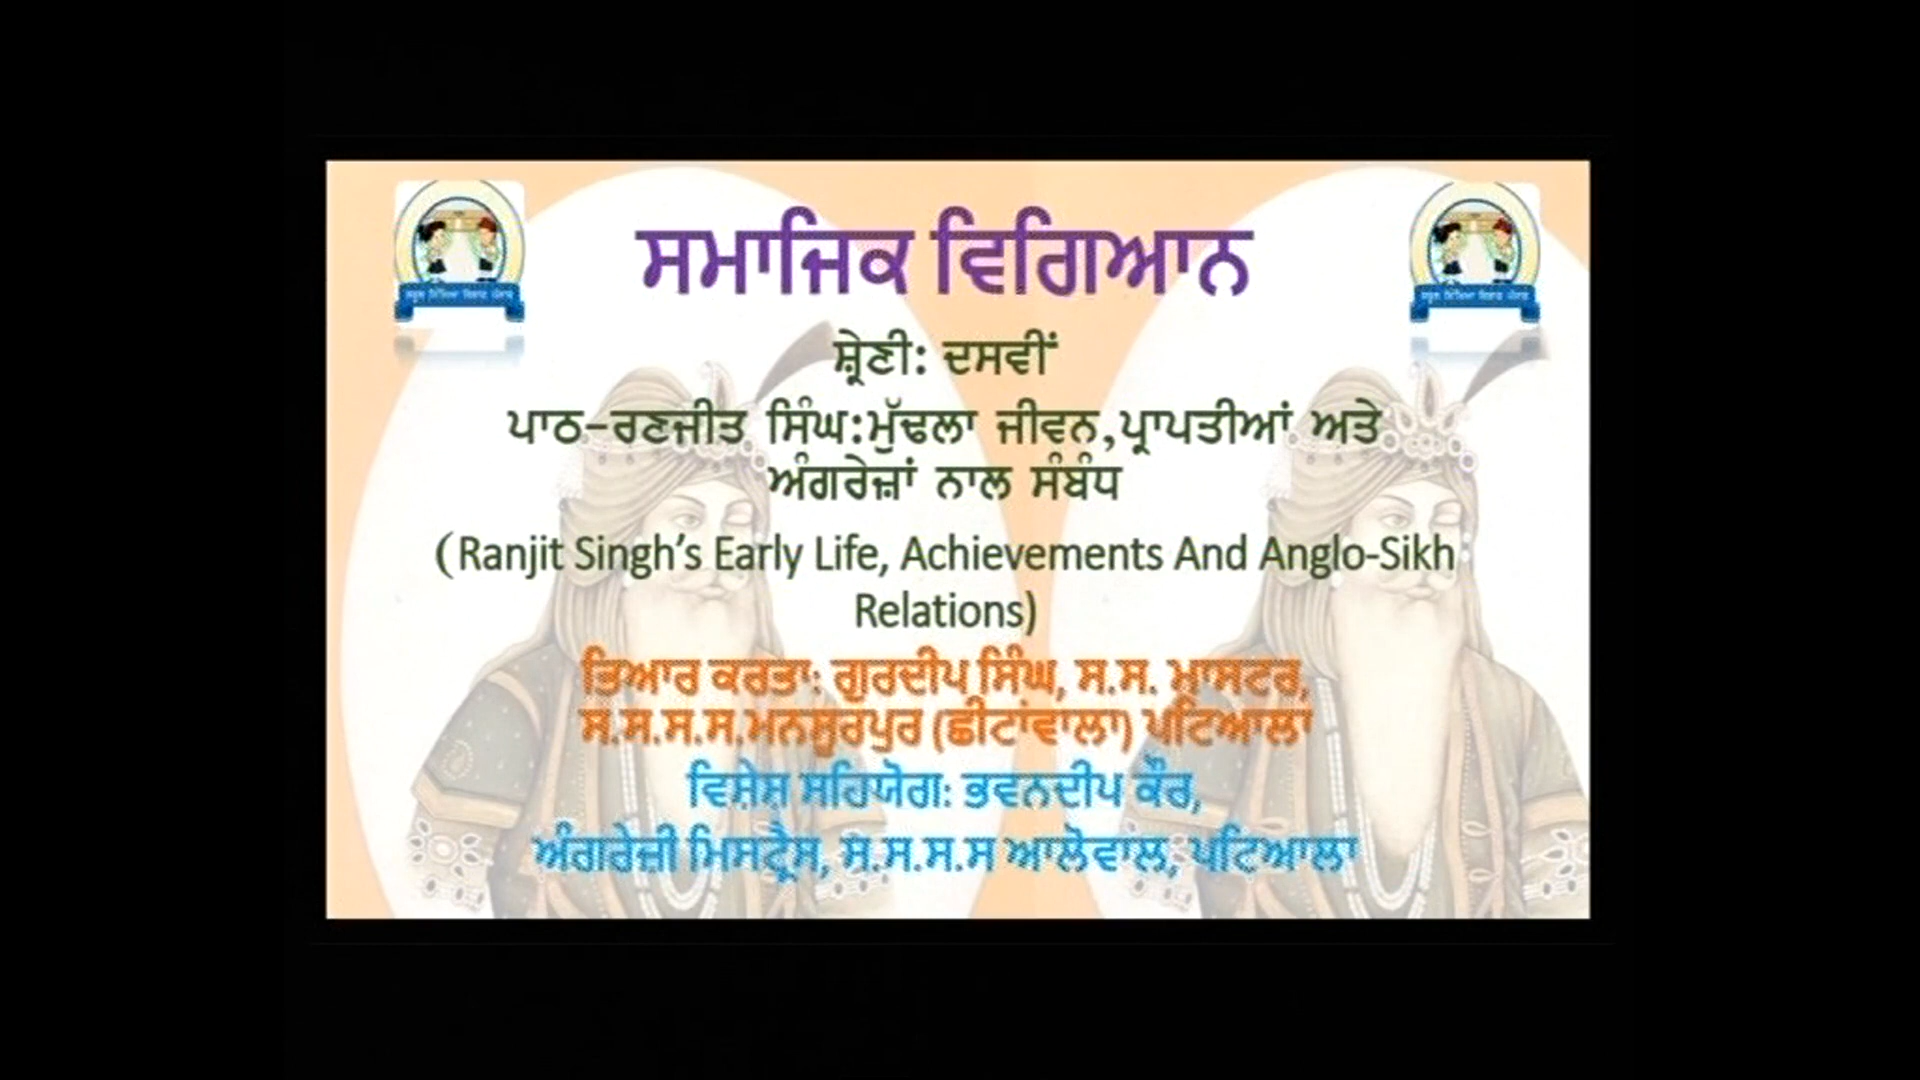 ਸਮਾਜਿਕ ਵਿਗਿਆਨ
ਸ਼੍ਰੇਣੀ: ਦਸਵੀਂ
ਪਾਠ-ਰਣਜੀਤ ਸਿੰਘ:ਮੁੱਢਲਾ ਜੀਵਨ,ਪ੍ਰਾਪਤੀਆਂ ਅਤੇ
ਅੰਗਰੇਜ਼ਾਂ ਨਾਲ ਸੰਬੰਧ
(Ranjit Singh's Early Life, Achievements And Anglo-Sikh
Relations)
ਤਿਆਰ ਕਰਤਾ: ਗੁਰਦੀਪ ਸਿੰਘ, ਸ.ਸ. ਮਾਸਟਰ,
ਸ.ਸ.ਸ.ਸ.ਮਨਸੂਰਪੁਰ (ਛੀਟਾਂਵਾਲਾ) ਪਟਿਆਲਾ
ਵਿਸ਼ੇਸ਼ ਸਹਿਯੋਗ: ਭਵਨਦੀਪ ਕੌਰ,
ਅੰਗਰੇਜ਼ੀ ਮਿਸਟ੍ਰੈਸ, ਸ.ਸ.ਸ.ਸ ਆਲੋਵਾਲ, ਪਟਿਆਲਾ